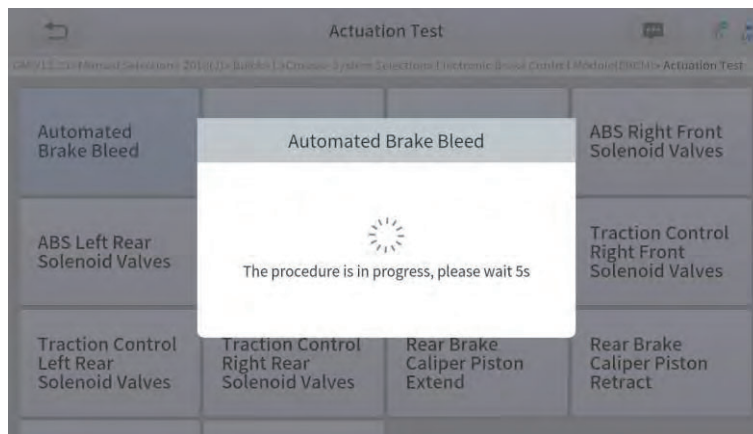 Actuation Test
Actuation Test
Automated
Brake Bleed
Automated Brake Bleed
ABS Right Front
Solenoid Valves
The procedure is in progress, please wait 5s
ABS Left Rear
Solenoid Valves
Traction Control
Right Front
Solenoid Valves
Traction Control
Left Rear
Solenoid Valves
Traction Control
Right Rear
Solenoid Valves
Rear Brake
Caliper Piston
Extend
Rear Brake
Caliper Piston
Retract